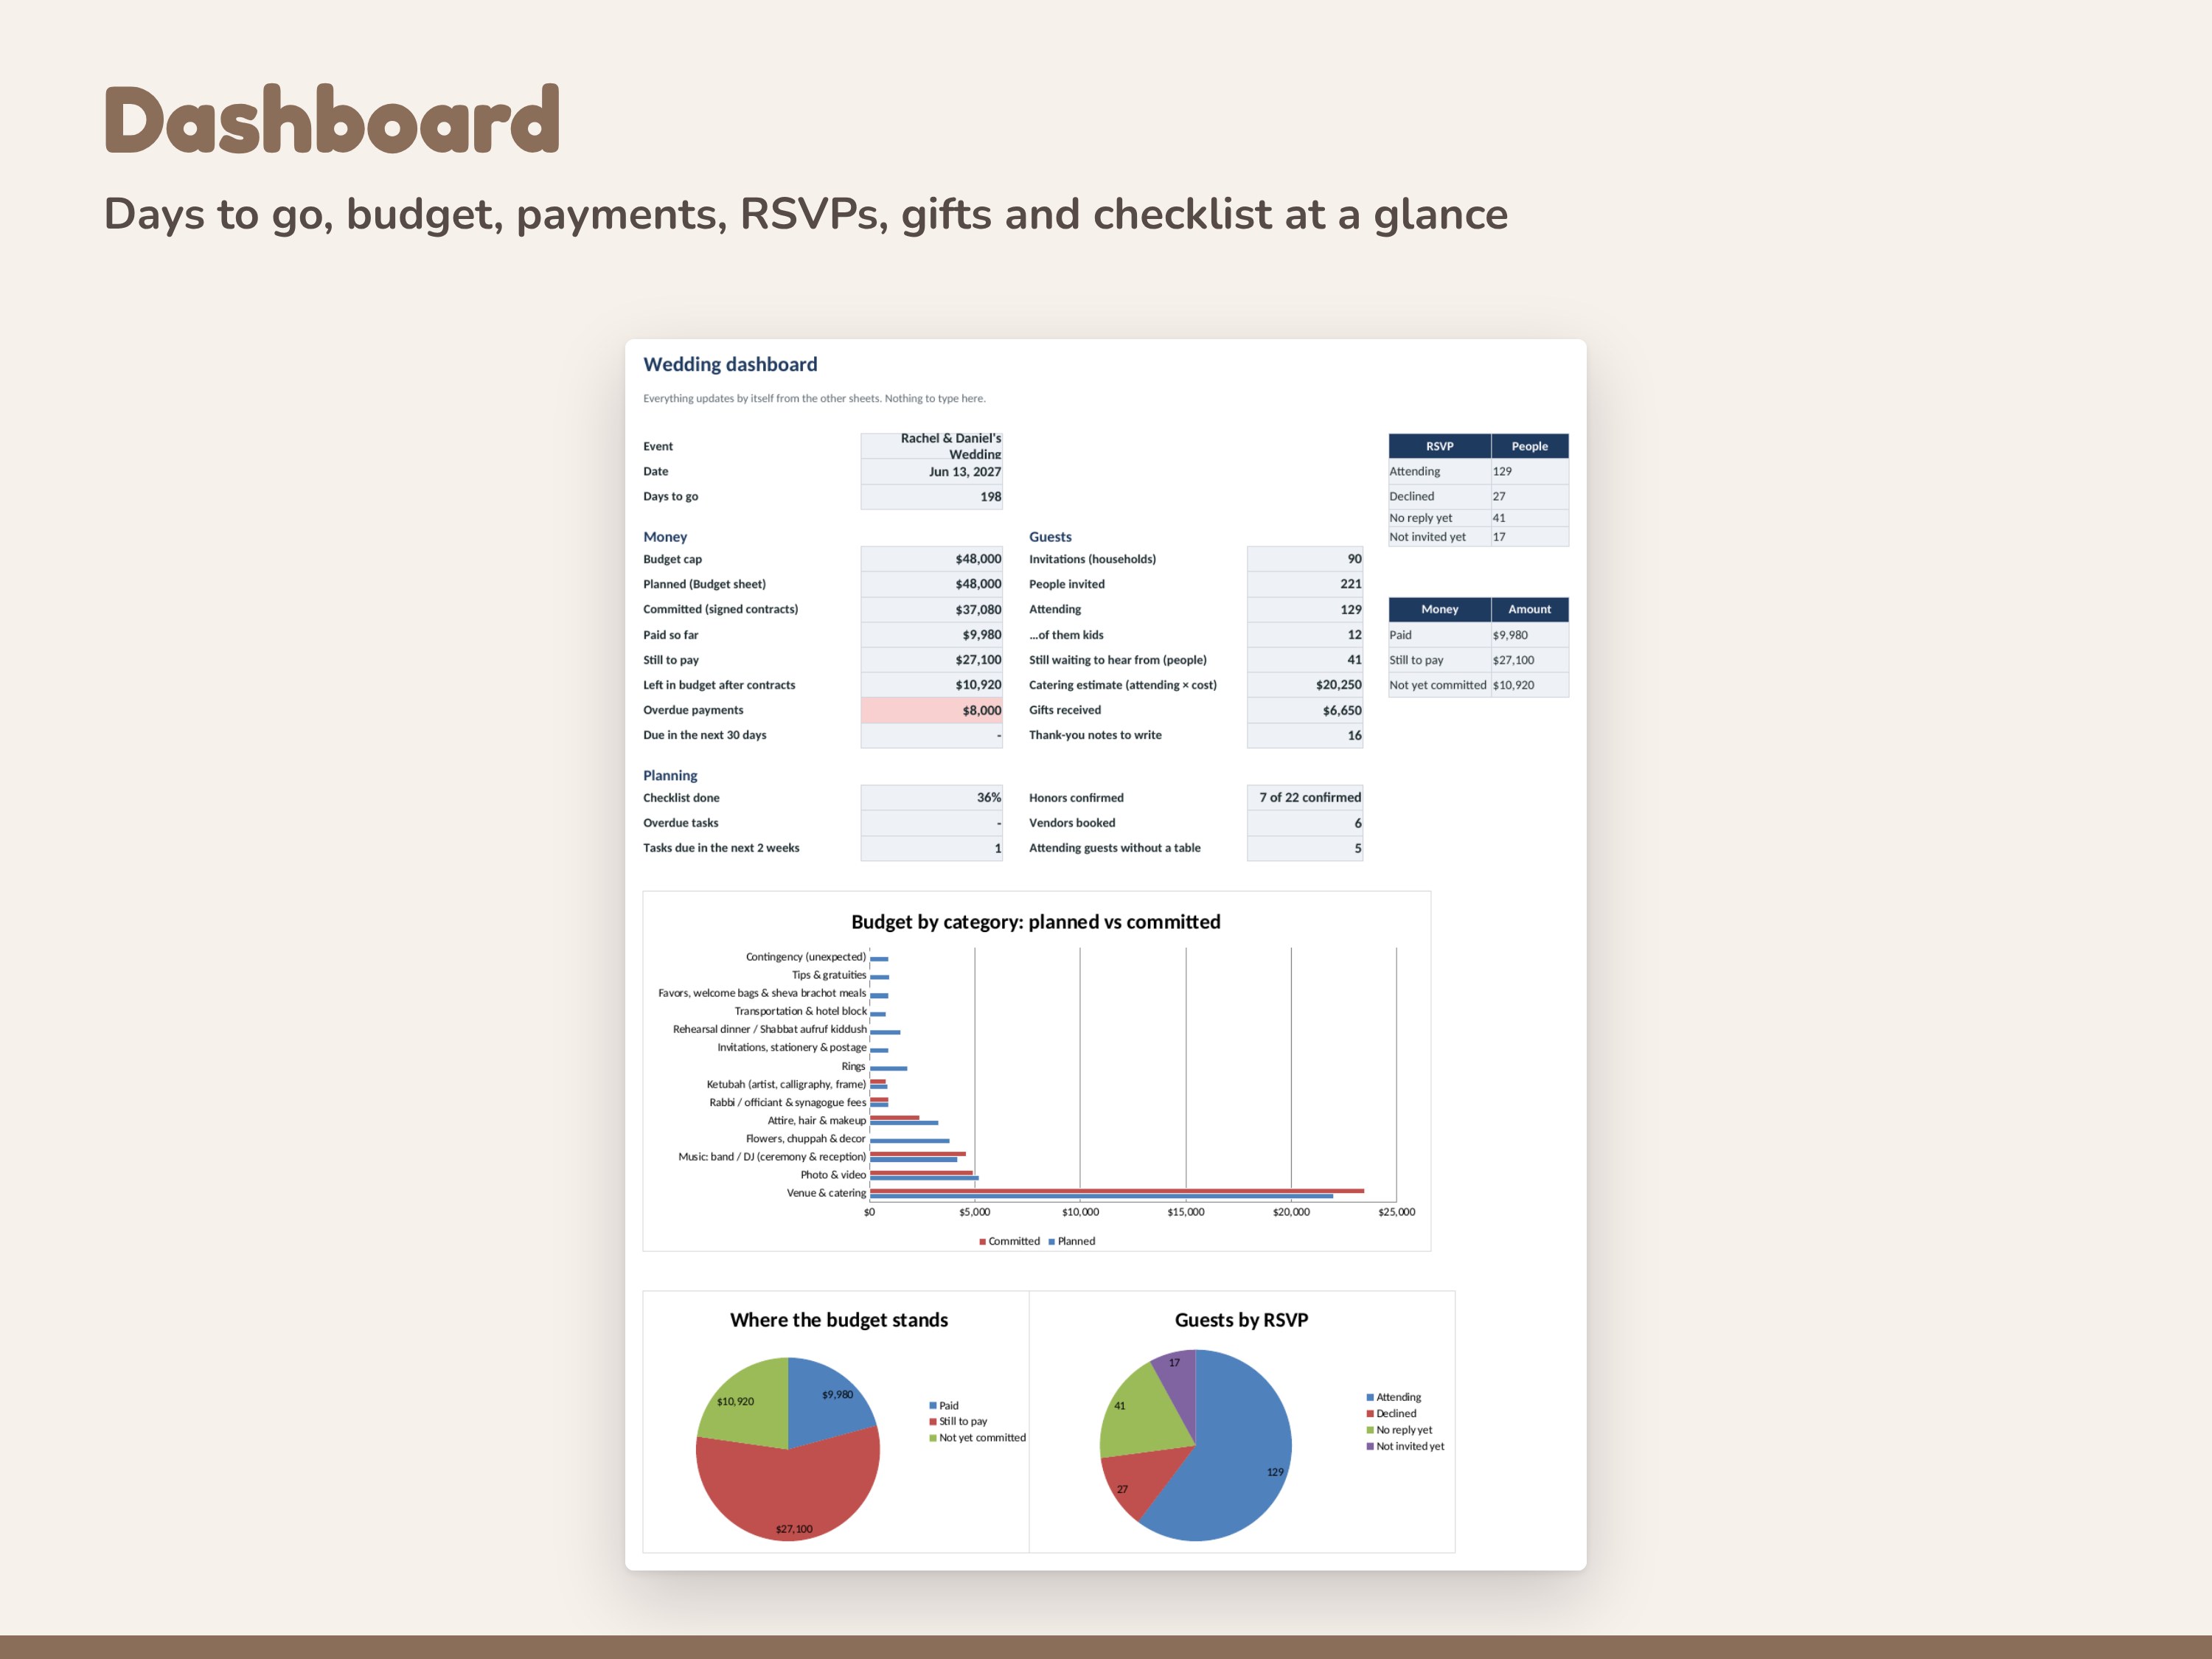 Dashboard
Days to go, budget, payments, RSVPs, gifts and checklist at a glance
Wedding dashboard
Everything updates by itself from the other sheets. Nothing to type here.
Event Rachel & Daniel's Wedding
Date Jun 13, 2027
Days to go 198
RSVP People
Attending 129
Declined 27
No reply yet 41
Not invited yet 17
Money
Budget cap $48,000
Planned (Budget sheet) $48,000
Committed (signed contracts) $37,080
Paid so far $9,980
Still to pay $27,100
Left in budget after contracts $10,920
Overdue payments $8,000
Due in the next 30 days -
Guests
Invitations (households) 90
People invited 221
Attending 129
...of them kids 12
Still waiting to hear from (people) 41
Catering estimate (attending × cost) $20,250
Gifts received $6,650
Thank-you notes to write 16
Money Amount
Paid $9,980
Still to pay $27,100
Not yet committed $10,920
Planning
Checklist done 36%
Overdue tasks -
Tasks due in the next 2 weeks 1
Honors confirmed 7 of 22 confirmed
Vendors booked 6
Attending guests without a table 5
Budget by category: planned vs committed
Contingency (unexpected)
Tips & gratuities
Favors, welcome bags & sheva brachot meals
Transportation & hotel block
Rehearsal dinner / Shabbat aufruf kiddush
Invitations, stationery & postage
Rings
Ketubah (artist, calligraphy, frame)
Rabbi / officiant & synagogue fees
Attire, hair & makeup
Flowers, chuppah & decor
Music: band / DJ (ceremony & reception)
Photo & video
Venue & catering
$0 $5,000 $10,000 $15,000 $20,000 $25,000
Committed Planned
Where the budget stands
$10,920
$9,980
$27,100
Paid
Still to pay
Not yet committed
Guests by RSVP
17
41
27
129
Attending
Declined
No reply yet
Not invited yet